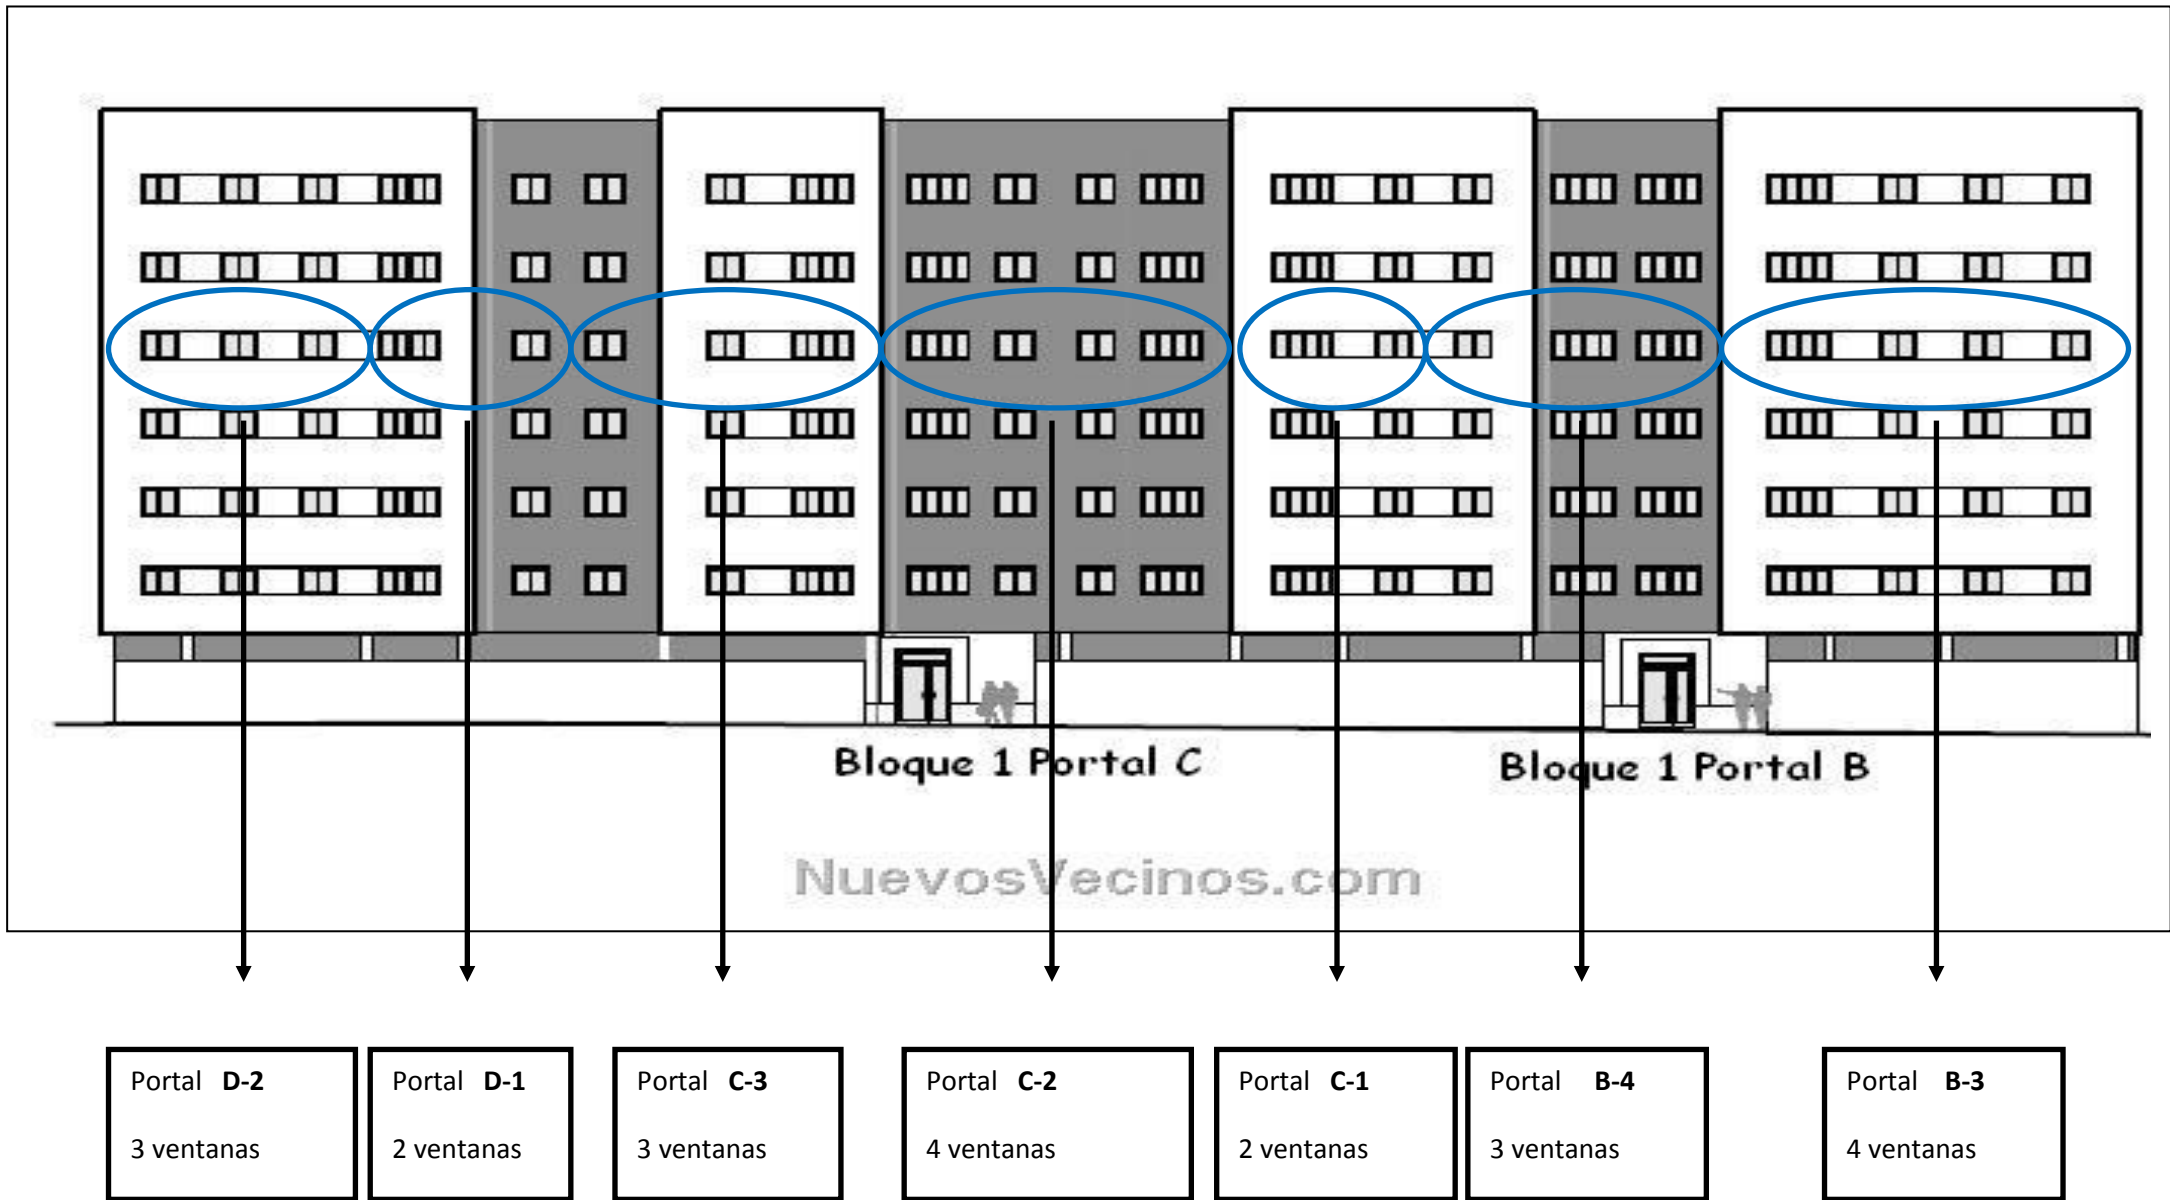 Bloque 1 Portal C
Bloque 1 Portal B
NuevosVecinos.com
Portal D-2
3 ventanas
Portal D-1
2 ventanas
Portal C-3
3 ventanas
Portal C-2
4 ventanas
Portal C-1
2 ventanas
Portal B-4
3 ventanas
Portal B-3
4 ventanas